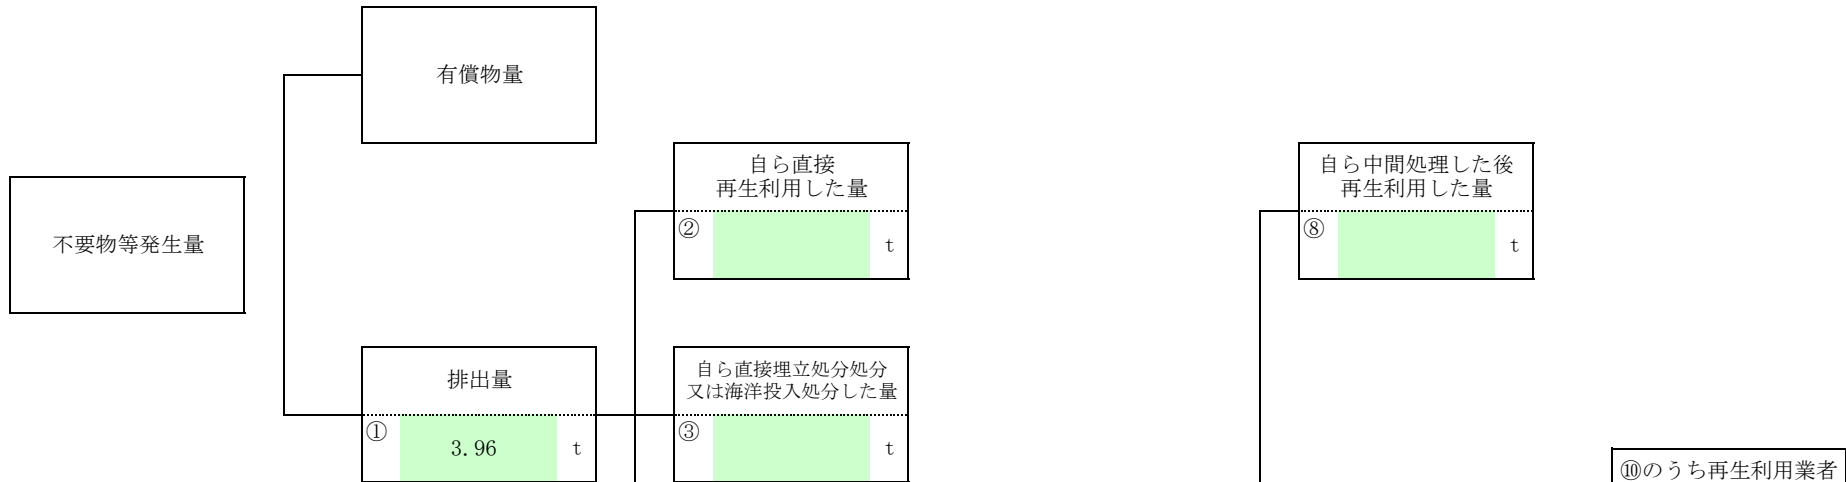 有償物量
不要物等発生量
自ら直接
再生利用した量
②
t
自ら中間処理した後
再生利用した量
⑧
t
排出量
①
3.96
t
自ら直接埋立処分処分
又は海洋投入処分した量
③
t
⑩のうち再生利用業者